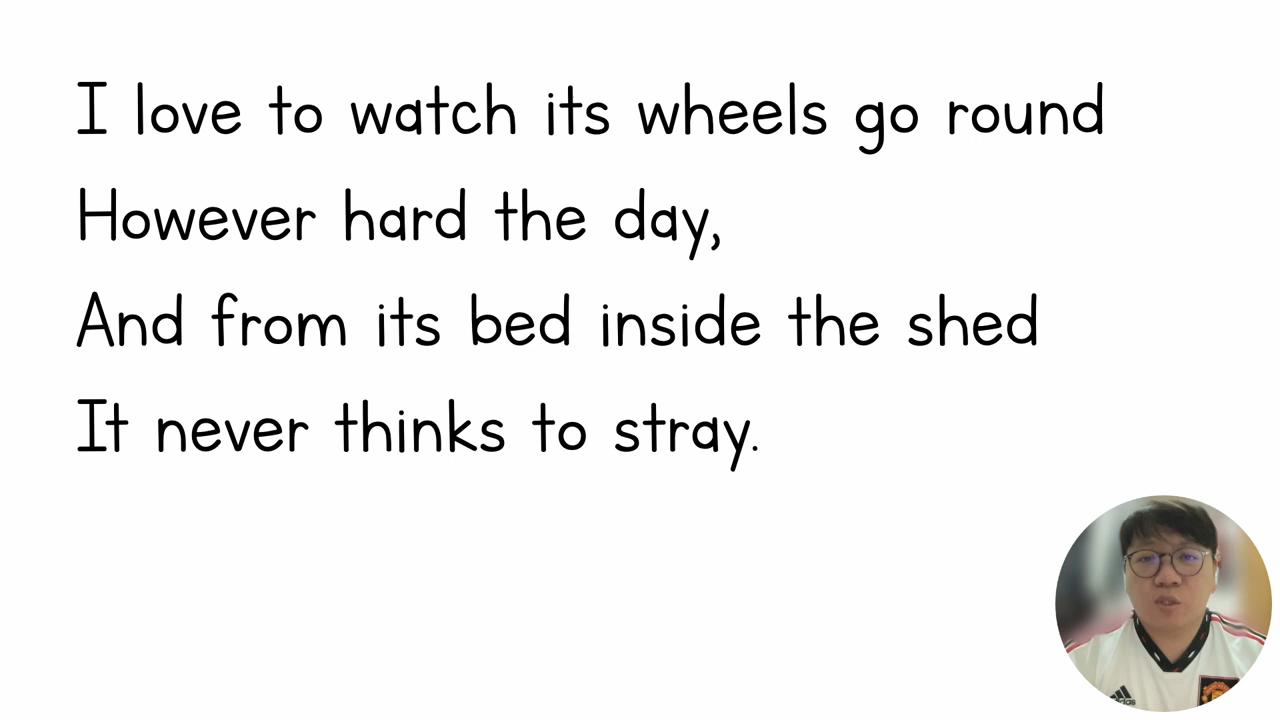 I love to watch its wheels go round
However hard the day,
And from its bed inside the shed
It never thinks to stray.
adidas